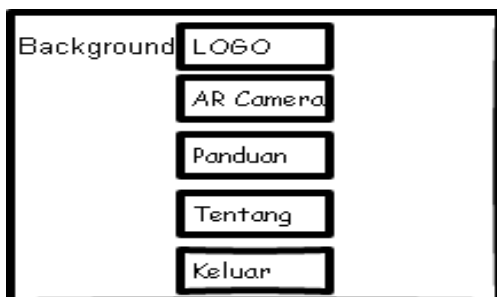 Background
LOGO
AR Camera
Panduan
Tentang
Keluar